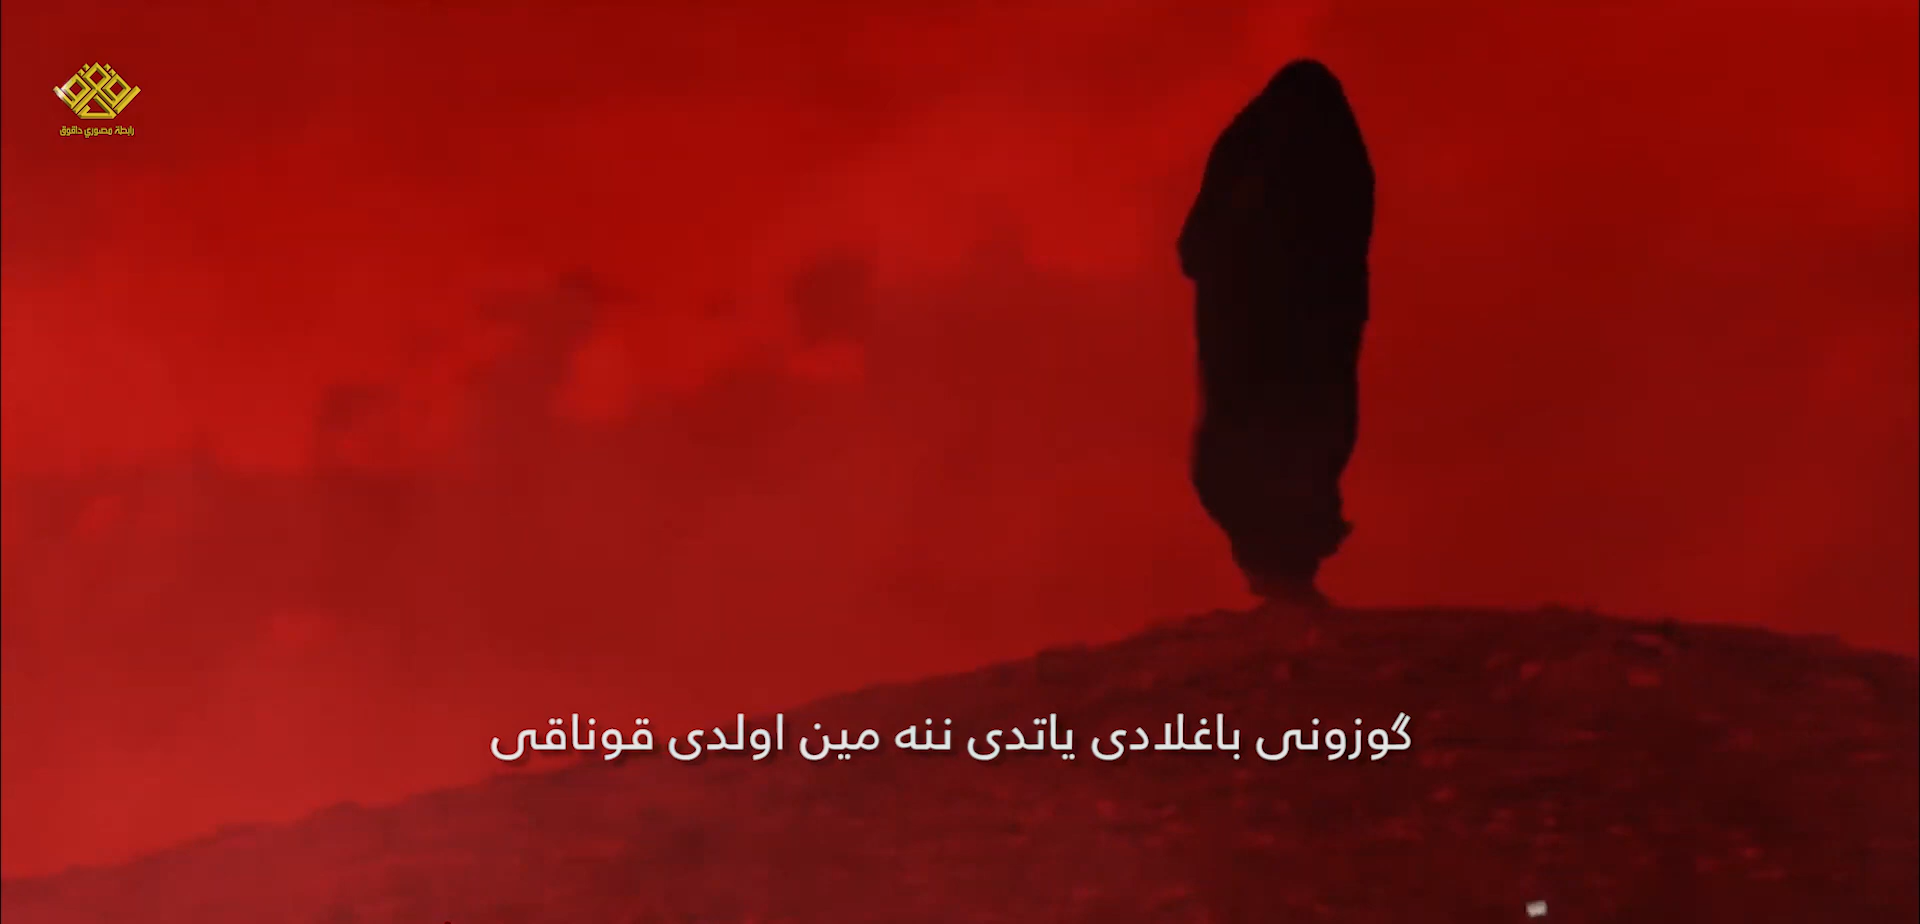 رابطة مصوري داقوق
گوزونی باغلادی یاتدی ننه مین اولدی قوناقی